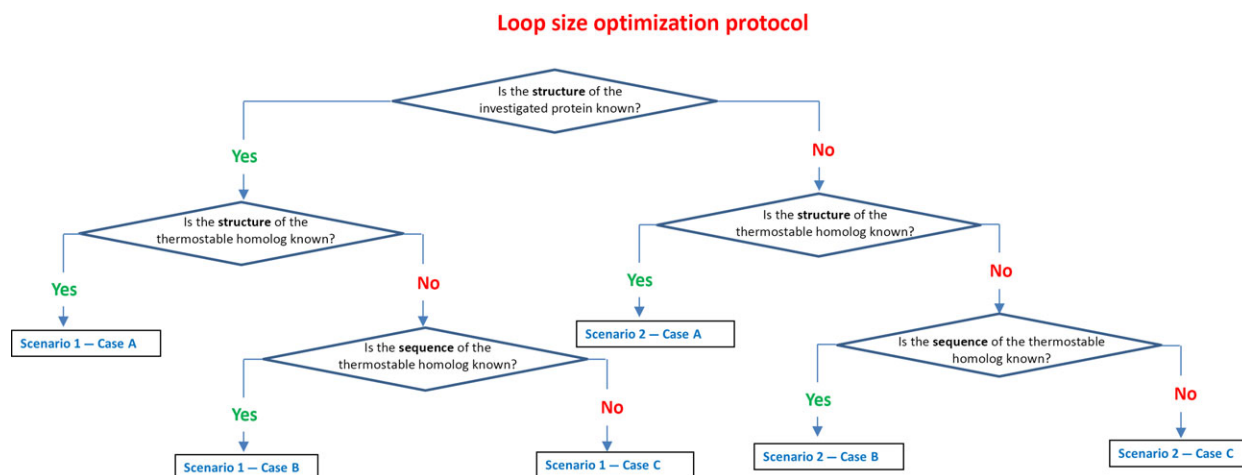 Loop size optimization protocol
Is the structure of the
investigated protein known?
Yes
No
Is the structure of the
thermostable homolog known?
Is the structure of the
thermostable homolog known?
Yes
No
Yes
No
Scenario 1 — Case A
Scenario 2 — Case A
Is the sequence of the
thermostable homolog known?
Is the sequence of the thermostable
homolog known?
Yes
No
Yes
No
Scenario 1 — Case B
Scenario 1 — Case C
Scenario 2 — Case B
Scenario 2 — Case C